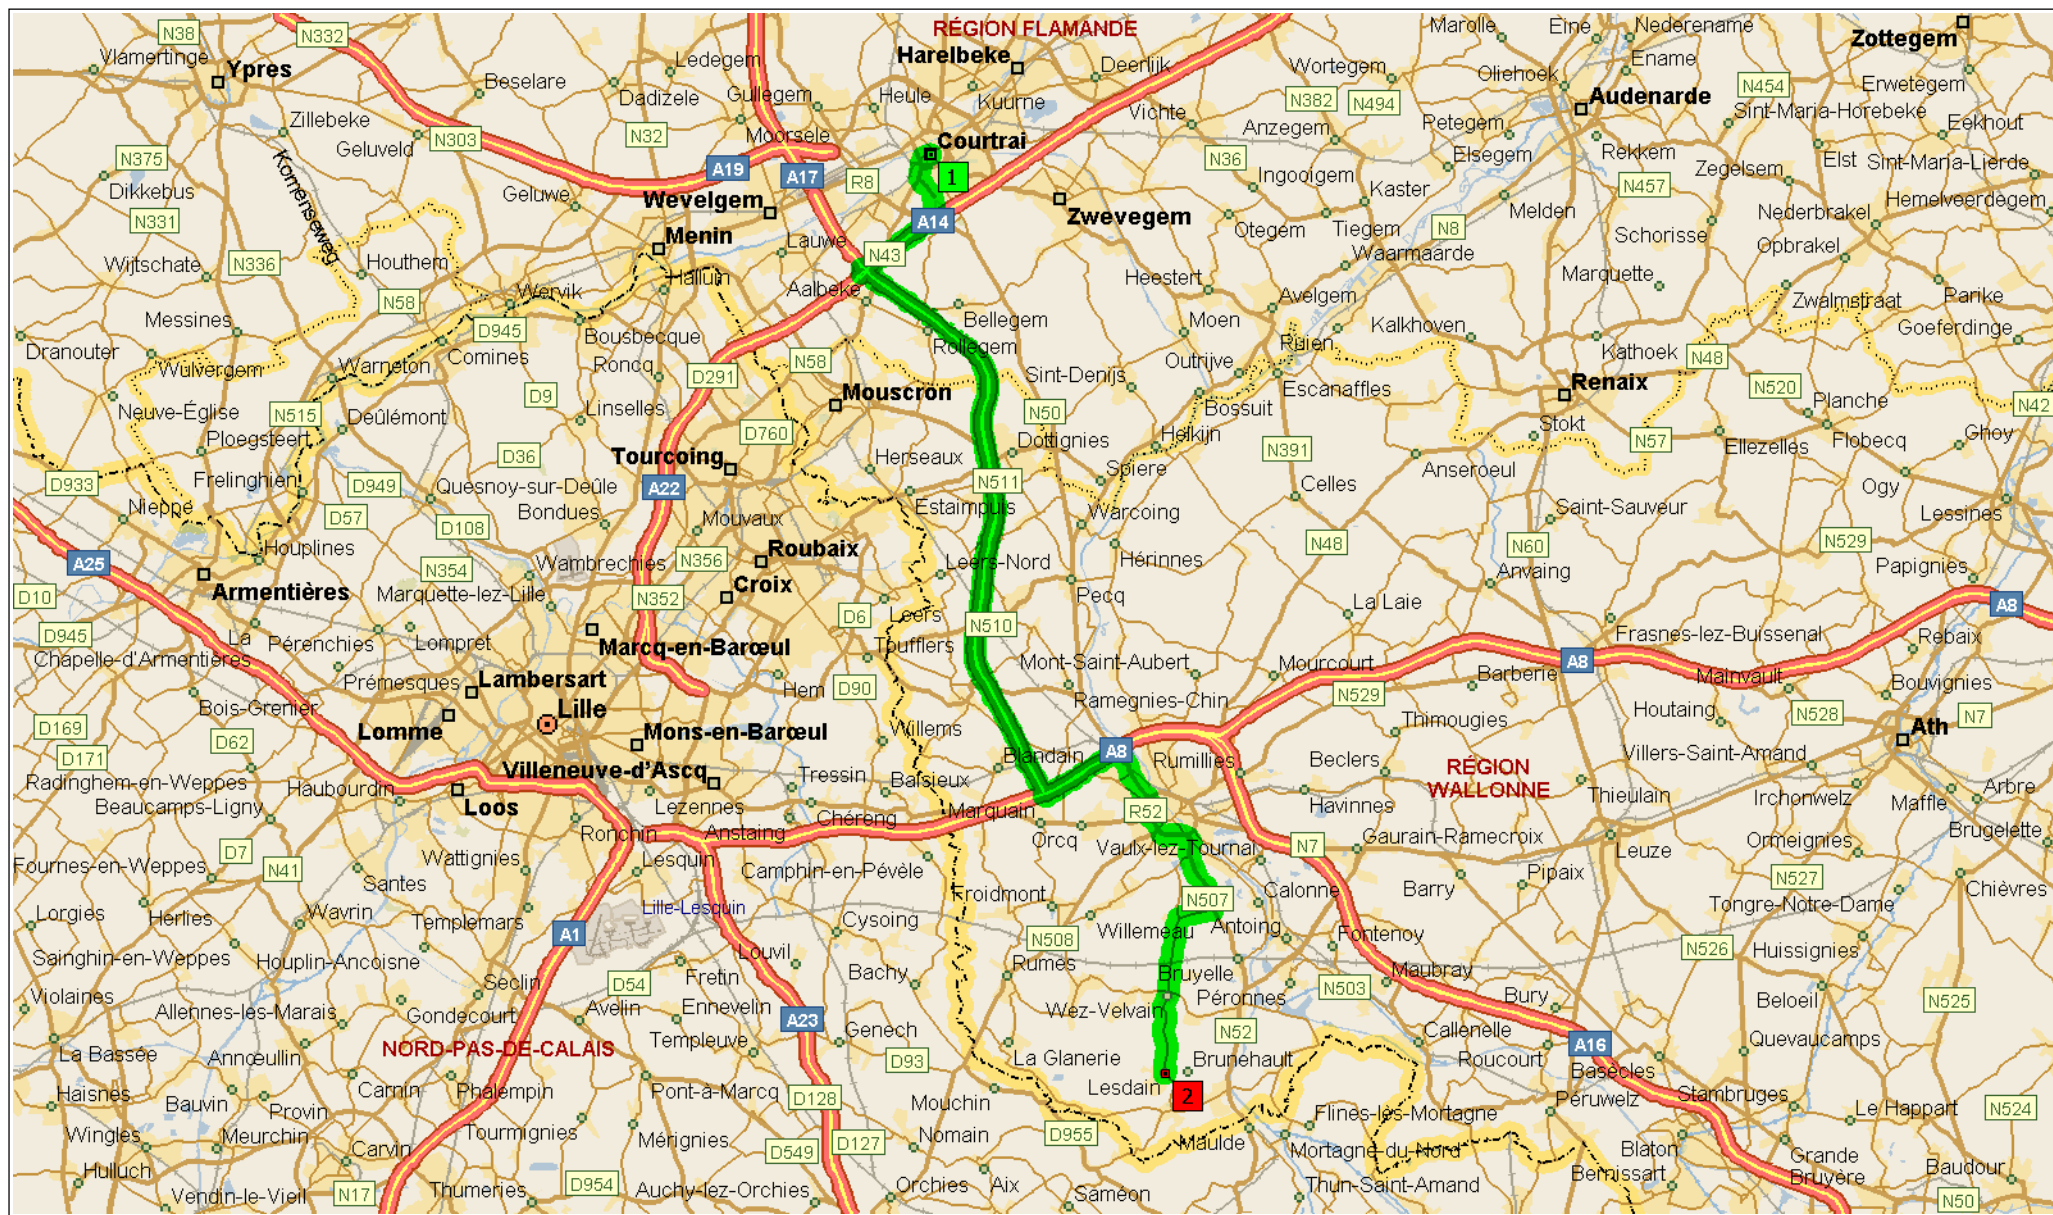 N38
N332
RÉGION FLAMANDE
Marolle
Eine
Nederename
Zottegem
Vlamertinge
Ypres
Ledegem
Harelbeke
Deerlijk
Wortegem
Oliehoek
Ename
Beselare
Dadizele
Gullegem
Heule
Kuurne
N382
N494
Audenarde
N454
Erwetegem
Zillebeke
N303
N32
Moorsele
Vichte
Anzegem
Petegem
Sint-Maria-Horebeke
Eekhout
Geluveld
Courtrai
N375
Komenseweg
A19
A17
R8
1
N36
Elsegem
Rekkem
Zegelsem
Elst
Sint-Maria-Lierde
Dikkebus
Geluwe
Wevelgem
Ingooigem
Kaster
N457
N331
A14
Zwevegem
Melden
Nederbrakel
Hemelveerdegem
Menin
Lauwe
Otegem
Tiegem
N8
Schorisse
Opbrakel
Wijtschate
N336
Houthem
N43
Waarmaarde
Halluin
Aalbeke
Heestert
Marquette
N58
Wervik
Avelgem
Zwalmstraat
Parike
Messines
D945
Bousbecque
Bellegem
Moen
Kalkhoven
Goeferdinge
Dranouter
Wulvergem
Warneton
Comines
Roncq
N58
Rollegem
Outrijve
Ruien
Kathoek
N48
D291
Sint-Denijs
Escanaffles
Renaix
N520
Neuve-Église
N515
Deûlémont
D9
Linselles
Mouscron
N50
Bossuit
Planche
N42
Ploegsteert
D760
Dottignies
Helkijn
Stokt
N57
Ellezelles
Flobecq
Ghoy
D36
Tourcoing
Herseaux
Spiere
N391
Anseroeul
D933
Frelinghien
D949
Quesnoy-sur-Deûle
A22
N511
Celles
Ogy
Nieppe
D57
D108
Bondues
Mouvaux
Estaimpuis
Warcoing
Saint-Sauveur
Lessines
Houplines
A25
Wambrechies
N356
Roubaix
Leers-Nord
Hérinnes
N48
N60
N529
Armentières
N354
Croix
Anvaing
Papignies
D10
Marquette-lez-Lille
N352
D6
Leers
Pecq
La Laie
A8
D945
La
Chapelle-d'Armentières
Pérenchies
Lompret
Marcq-en-Barœul
Toufflers
N510
Frasnes-lez-Buissenal
Rebaix
Prémesques
Lambersart
Hem
D90
Mont-Saint-Aubert
Mourcourt
A8
Barberie
Mainvault
Bouvignies
Bois-Grenier
Lille
Ramegnies-Chin
N529
D169
Lomme
Mons-en-Barœul
Willems
Thimougies
Houtaing
N528
N7
Ath
D171
D62
Blandain
A8
Rumillies
Beclers
RÉGION
WALLONNE
Villers-Saint-Amand
Radinghem-en-Weppes
Haubourdin
Villeneuve-d'Ascq
Tressin
Baisieux
Arbre
Beaucamps-Ligny
Loos
Lezennes
Chéreng
Marquain
R52
Havinnes
Thieulain
Irchonwelz
Maffle
Ronchin
Anstaing
Orcq
Vaulx-lez-Tournai
N7
Gaurain-Ramecroix
Ormeignies
Brugelette
Fournes-en-Weppes
D7
N41
Wattignies
Lesquin
Camphin-en-Pévèle
Leuze
Santes
Froidmont
N507
Calonne
Barry
Pipaix
N527
Chièvres
Lorgies
Herlies
Wavrin
Templemars
Lille-Lesquin
Cysoing
Tongre-Notre-Dame
A1
N508
Willemeau
Antoing
Fontenoy
N526
Huissignies
Sainghin-en-Weppes
Houplin-Ancoisne
Louvil
Séclin
Fretin
Bachy
Rumes
Bruyelle
Maubray
Violaines
D54
Péronnes
N503
Bury
Beloeil
N525
Allennes-les-Marais
Gondecourt
Avelin
Ennevelin
A23
Wez-Velvain
Genech
N52
Callenelle
Quevaucamps
La Bassée
Annœullin
NORD-PAS-DE-CALAIS
Templeuve
D93
La Glanerie
Brunehault
Roucourt
A16
Basècles
Haisnes
Carnin
Phalempin
Pont-a-Marcq
D128
Lesdain
2
Stambruges
Bauvin
Provin
Mouchin
Flines-lès-Mortagne
Péruwelz
Le Happart
N524
Wingles
Meurchin
Tourmignies
Mérignies
D549
D127
Nomain
D955
Maulde
Mortagne-du-Nord
Blaton
Hulluch
Carvin
Bernissart
Grande
Bruyère
Baudour
Vendin-le-Vieil
N17
Thumeries
D954
Auchy-lez-Orchies
Orchies
Aix
Saméon
Thun-Saint-Amand
N50